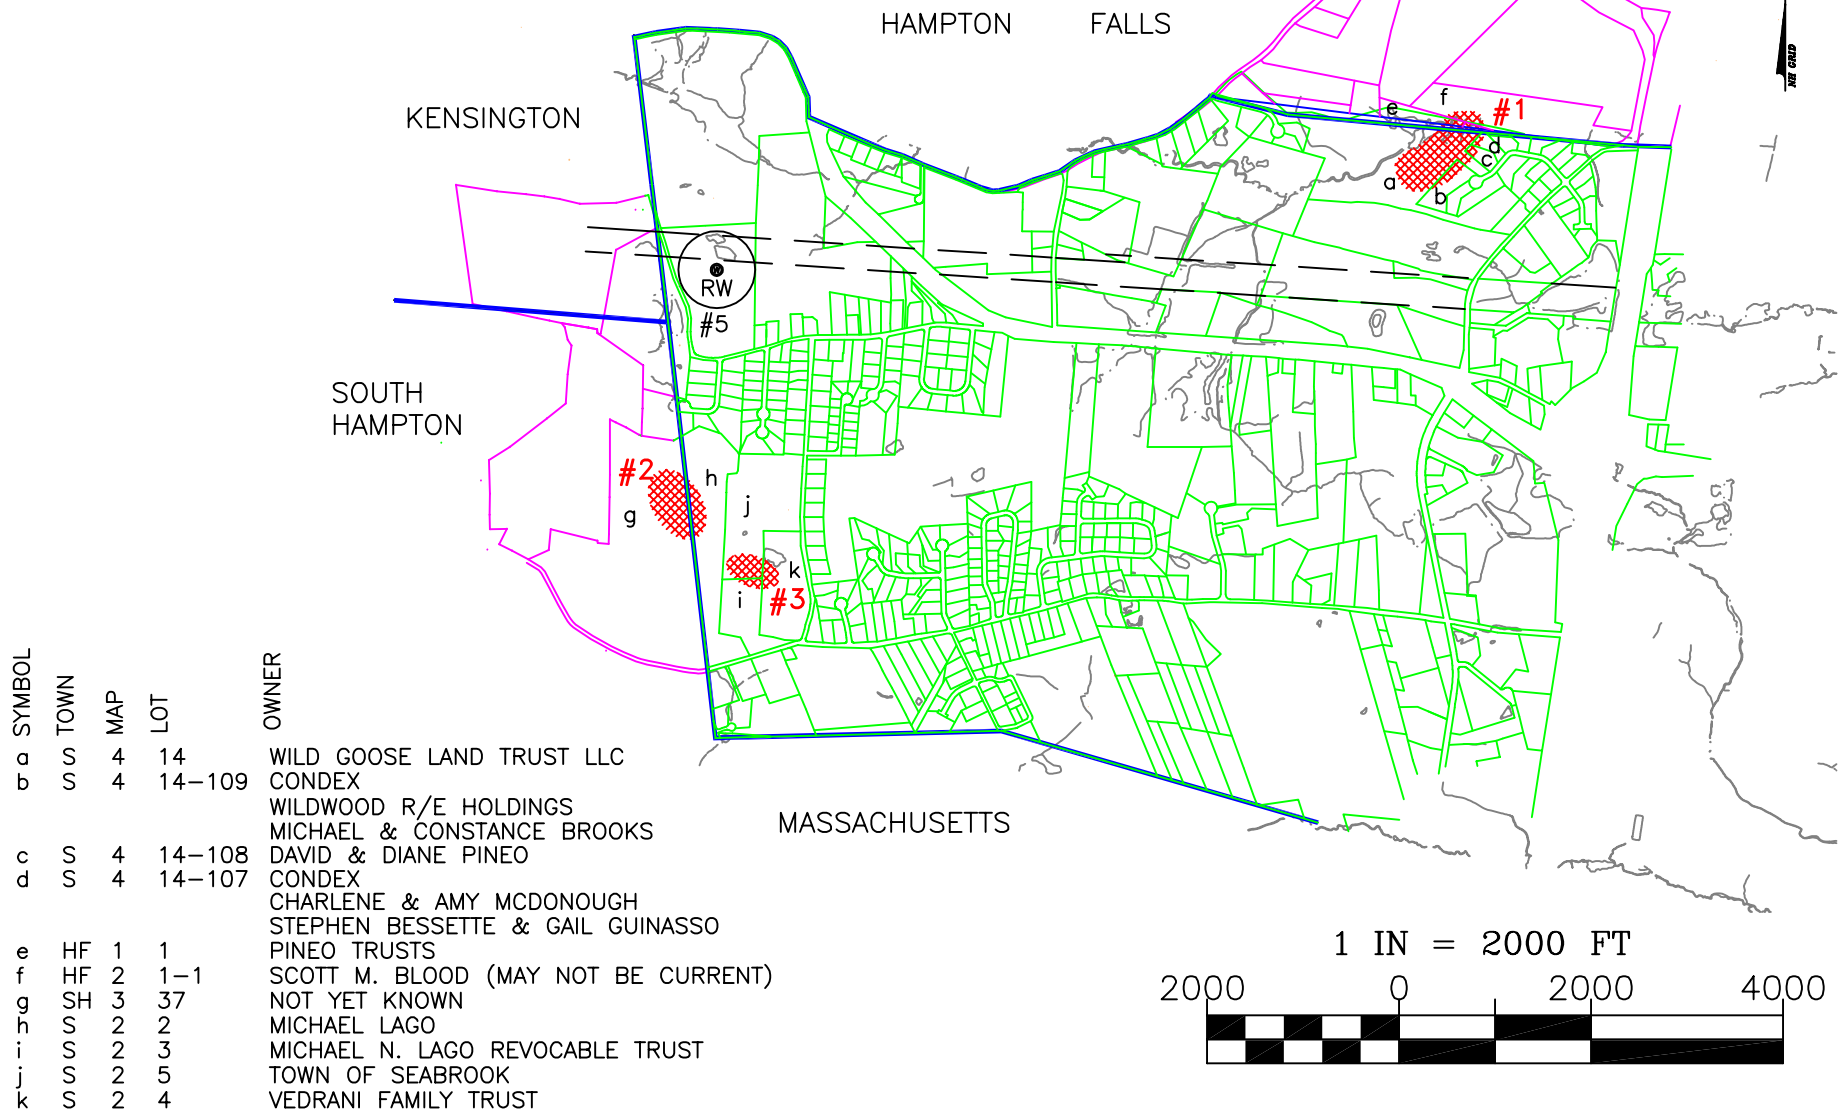 HAMPTON FALLS
NH GRID
KENSINGTON
f
#1
e
d
c
a
b
RW
#5
SOUTH
HAMPTON
#2
h
j
g
k
i
#3
SYMBOL TOWN MAP LOT OWNER
a S 4 14 WILD GOOSE LAND TRUST LLC
b S 4 14-109 CONDEX
WILDWOOD R/E HOLDINGS
MICHAEL & CONSTANCE BROOKS
c S 4 14-108 DAVID & DIANE PINEO
d S 4 14-107 CONDEX
CHARLENE & AMY MCDONOUGH
STEPHEN BESSETTE & GAIL GUINASSO
e HF 1 1 PINEO TRUSTS
f HF 2 1-1 SCOTT M. BLOOD (MAY NOT BE CURRENT)
g SH 3 37 NOT YET KNOWN
h S 2 2 MICHAEL LAGO
i S 2 3 MICHAEL N. LAGO REVOCABLE TRUST
j S 2 5 TOWN OF SEABROOK
k S 2 4 VEDRANI FAMILY TRUST
MASSACHUSETTS
1 IN = 2000 FT
2000 0 2000 4000